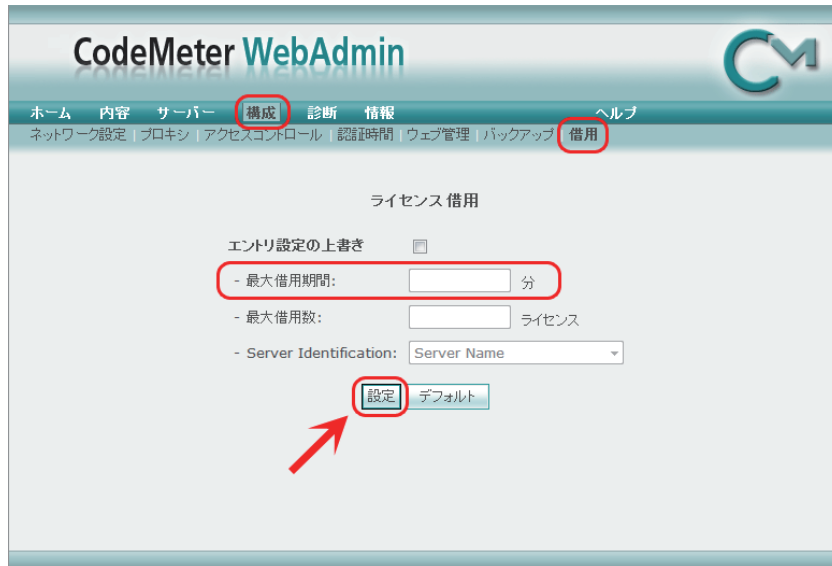 CodeMeter WebAdmin
CM
ホーム 内容 サーバー 構成 診断 情報 ヘルプ
ネットワーク設定 | プロキシ | アクセスコントロール | 認証時間 | ウェブ管理 | バックアップ | 借用
ライセンス借用
エントリ設定の上書き
- 最大借用期間: 分
- 最大借用数: ライセンス
- Server Identification: Server Name
設定 デフォルト